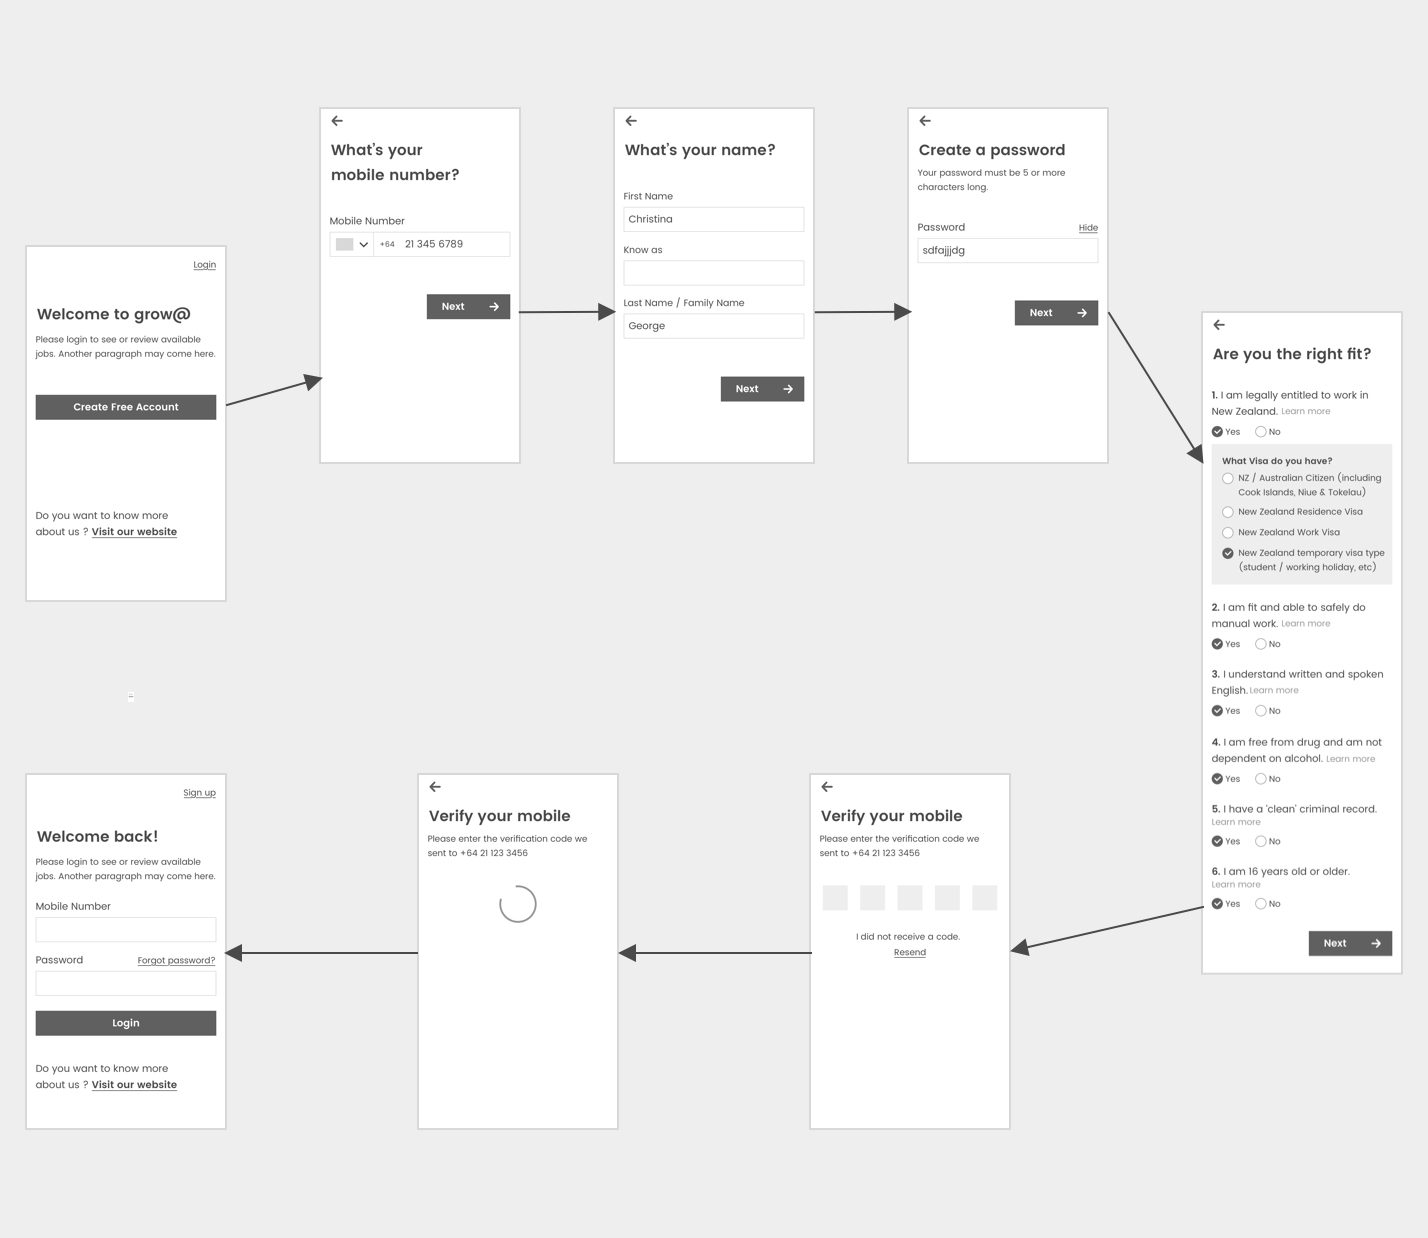 Login
Welcome to grow@
Please login to see or review available
jobs. Another paragraph may come here.
Create Free Account
Do you want to know more
about us ? Visit our website
What's your
mobile number?
Mobile Number
+64 21 345 6789
Next
What's your name?
First Name
Christina
Know as
Last Name / Family Name
George
Next
Create a password
Your password must be 5 or more
characters long.
Password Hide
sdfajjjdg
Next
Are you the right fit?
1. I am legally entitled to work in
New Zealand. Learn more
Yes No
What Visa do you have?
NZ / Australian Citizen (including
Cook Islands, Niue & Tokelau)
New Zealand Residence Visa
New Zealand Work Visa
New Zealand temporary visa type
(student / working holiday, etc)
2. I am fit and able to safely do
manual work. Learn more
Yes No
3. I understand written and spoken
English. Learn more
Yes No
4. I am free from drug and am not
dependent on alcohol. Learn more
Yes No
5. I have a 'clean' criminal record.
Learn more
Yes No
6. I am 16 years old or older.
Learn more
Yes No
Next
Verify your mobile
Please enter the verification code we
sent to +64 21 123 3456
I did not receive a code.
Resend
Verify your mobile
Please enter the verification code we
sent to +64 21 123 3456
Sign up
Welcome back!
Please login to see or review available
jobs. Another paragraph may come here.
Mobile Number
Password Forgot password?
Login
Do you want to know more
about us ? Visit our website